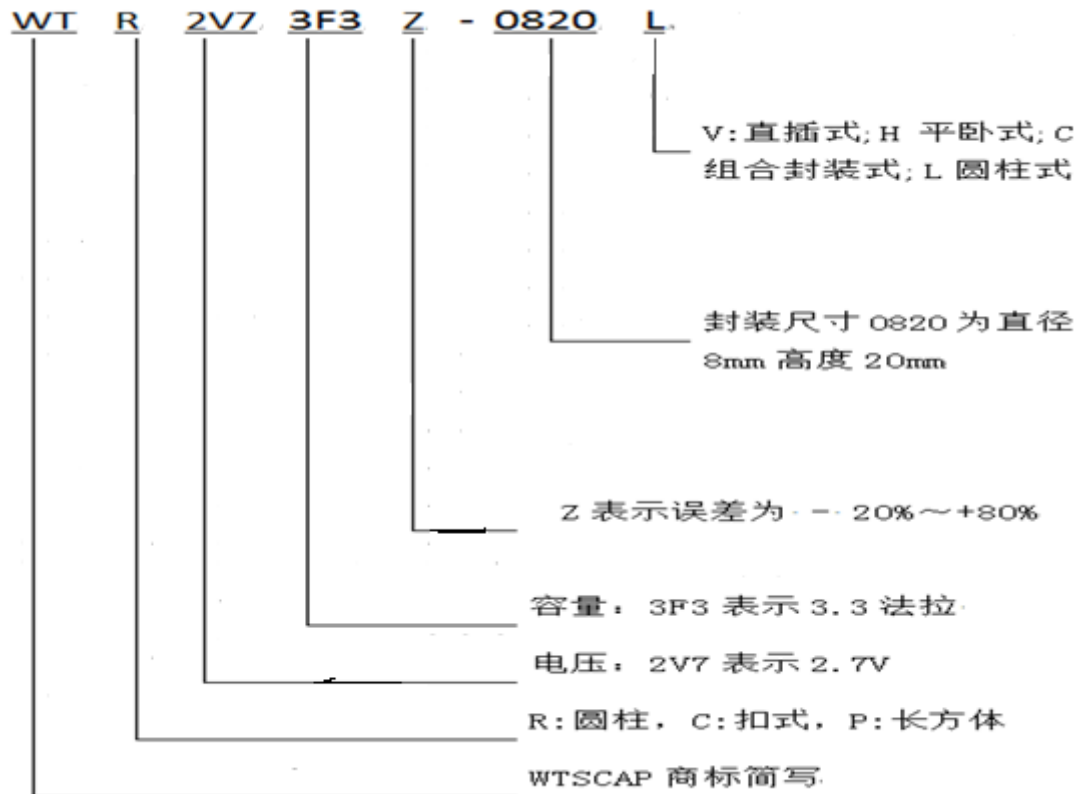 WT R 2V7 3F3 Z - 0820 L
V:直插式;H 平卧式;C
组合封装式;L 圆柱式
封装尺寸 0820 为直径
8mm 高度 20mm
Z 表示误差为 - 20%～+80%
容量：3F3 表示 3.3 法拉
电压：2V7 表示 2.7V
R:圆柱，C:扣式，P:长方体
WTSCAP 商标简写